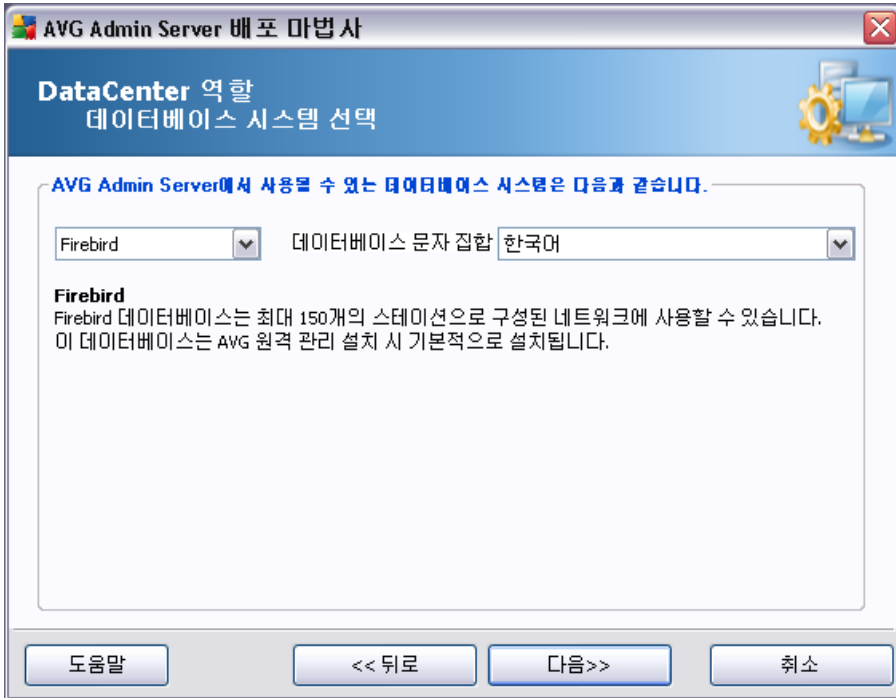 AVG Admin Server 배포 마법사
DataCenter 역할
데이터베이스 시스템 선택
AVG Admin Server에서 사용될 수 있는 데이터베이스 시스템은 다음과 같습니다.
Firebird 데이터베이스 문자 집합 한국어
Firebird
Firebird 데이터베이스는 최대 150개의 스테이션으로 구성된 네트워크에 사용할 수 있습니다.
이 데이터베이스는 AVG 원격 관리 설치 시 기본적으로 설치됩니다.
도움말 << 뒤로 다음>> 취소